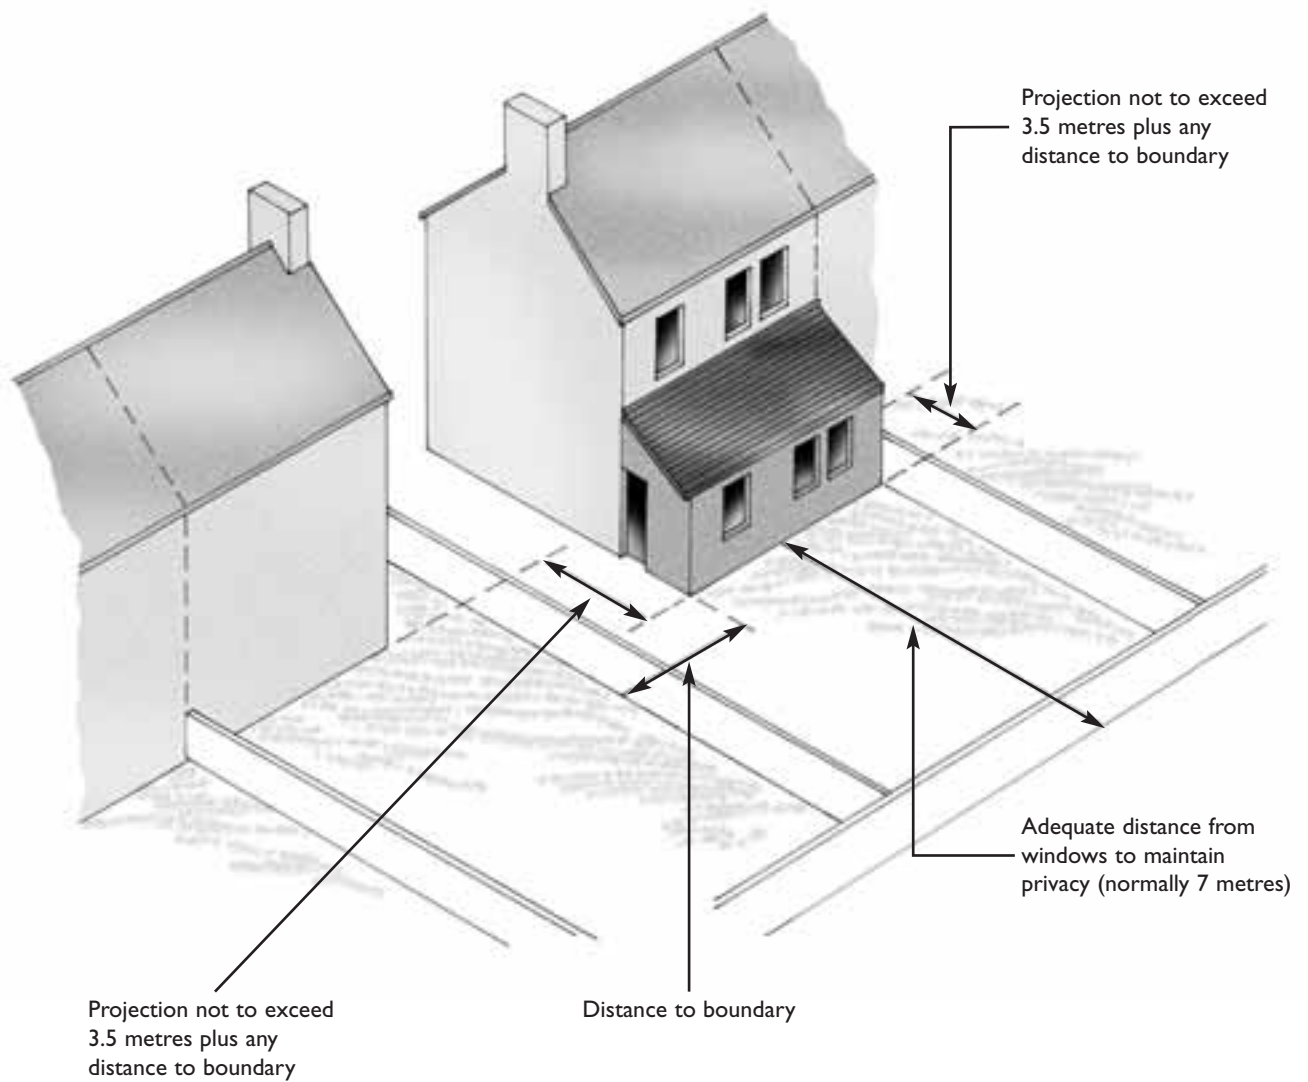 Projection not to exceed
3.5 metres plus any
distance to boundary
Adequate distance from
windows to maintain
privacy (normally 7 metres)
Projection not to exceed
3.5 metres plus any
distance to boundary
Distance to boundary